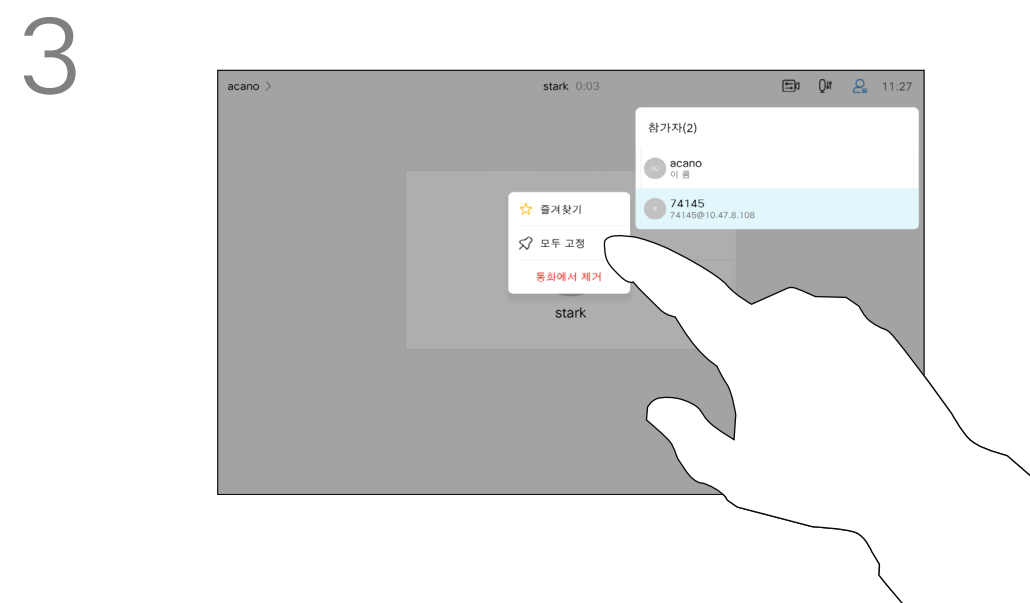 3
acano >
stark 0:03
11:27
참가자(2)
AC
acano
이 름
74145
74145@10.47.8.108
즐겨찾기
모두 고정
통화에서 제거
stark